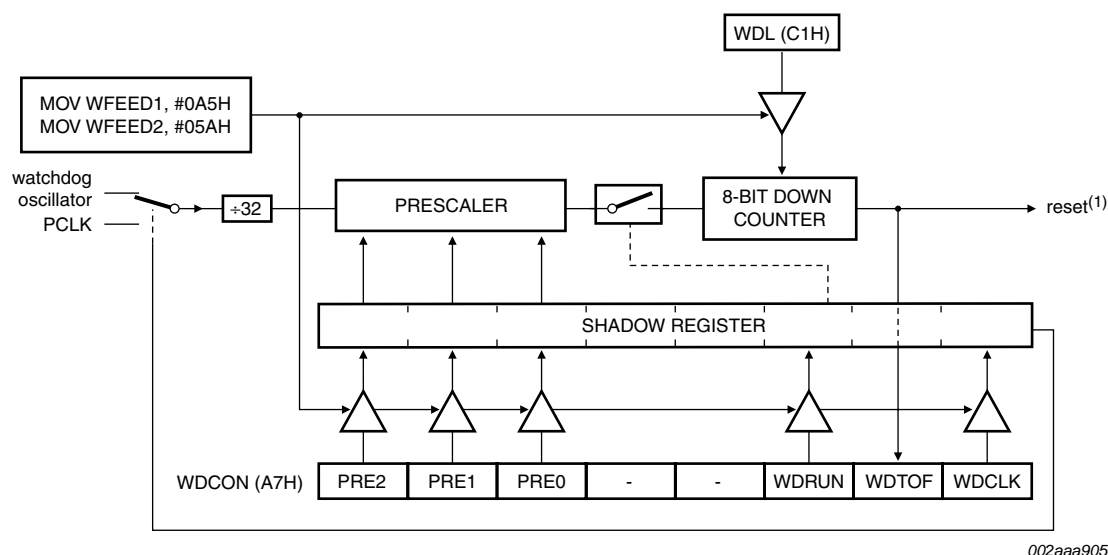 WDL (C1H)
MOV WFEED1, #0A5H
MOV WFEED2, #05AH
watchdog
oscillator
PCLK
÷32
PRESCALER
8-BIT DOWN
COUNTER
reset(1)
SHADOW REGISTER
WDCON (A7H)
PRE2
PRE1
PRE0
-
-
WDRUN
WDTOF
WDCLK
002aaa905